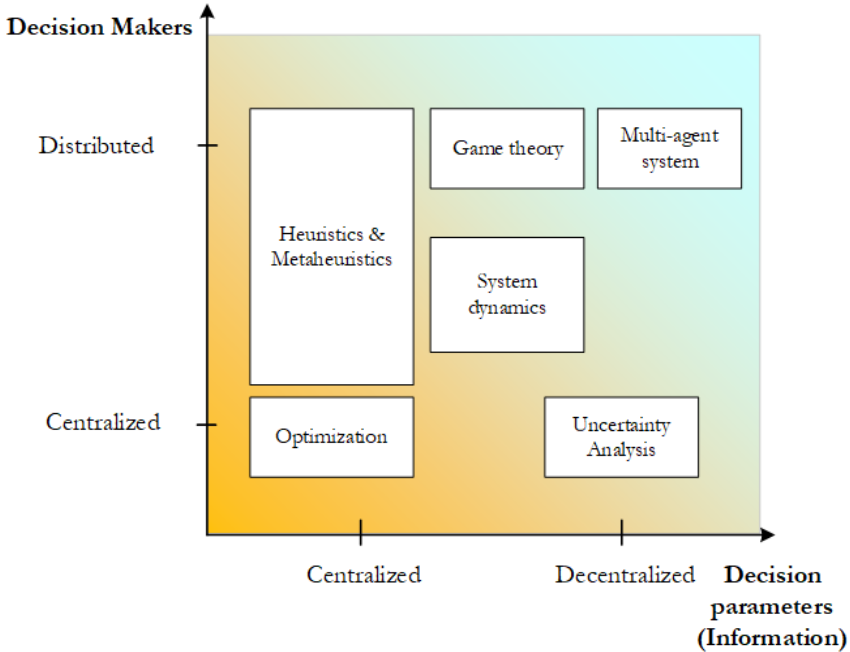 Decision Makers
Distributed
Centralized
Heuristics &
Metaheuristics
Game theory
Multi-agent
system
System
dynamics
Optimization
Uncertainty
Analysis
Centralized
Decentralized
Decision
parameters
(Information)